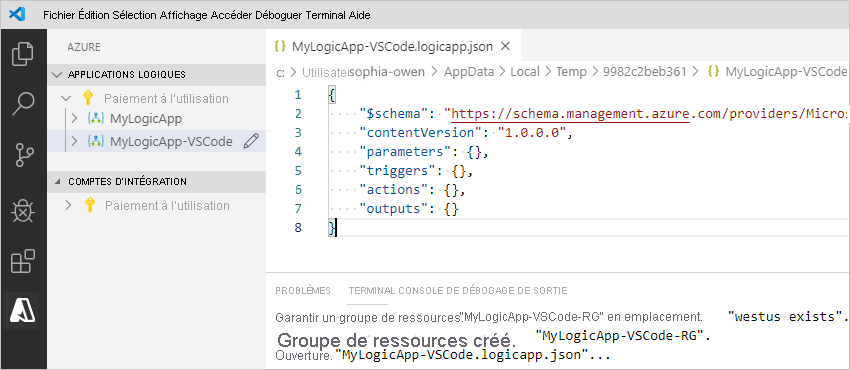 Fichier Édition Sélection Affichage Accéder Déboguer Terminal Aide
AZURE
APPLICATIONS LOGIQUES
Paiement à l'utilisation
MyLogicApp
MyLogicApp-VSCode
COMPTES D'INTÉGRATION
Paiement à l'utilisation
{} MyLogicApp-VSCode.logicapp.json ×
c: > Utilisater sophia-owen > AppData > Local > Temp > 9982c2beb361 > {} MyLogicApp-VSCode.
1 {
2 "$schema": "https://schema.management.azure.com/providers/Micros
3 "contentVersion": "1.0.0.0",
4 "parameters": {},
5 "triggers": {},
6 "actions": {},
7 "outputs": {}
8 }
PROBLÈMES TERMINAL CONSOLE DE DÉBOGAGE DE SORTIE
Garantir un groupe de ressources "MyLogicApp-VSCode-RG" en emplacement. "westus exists".
Groupe de ressources créé. "MyLogicApp-VSCode-RG".
Ouverture. "MyLogicApp-VSCode.logicapp.json"...